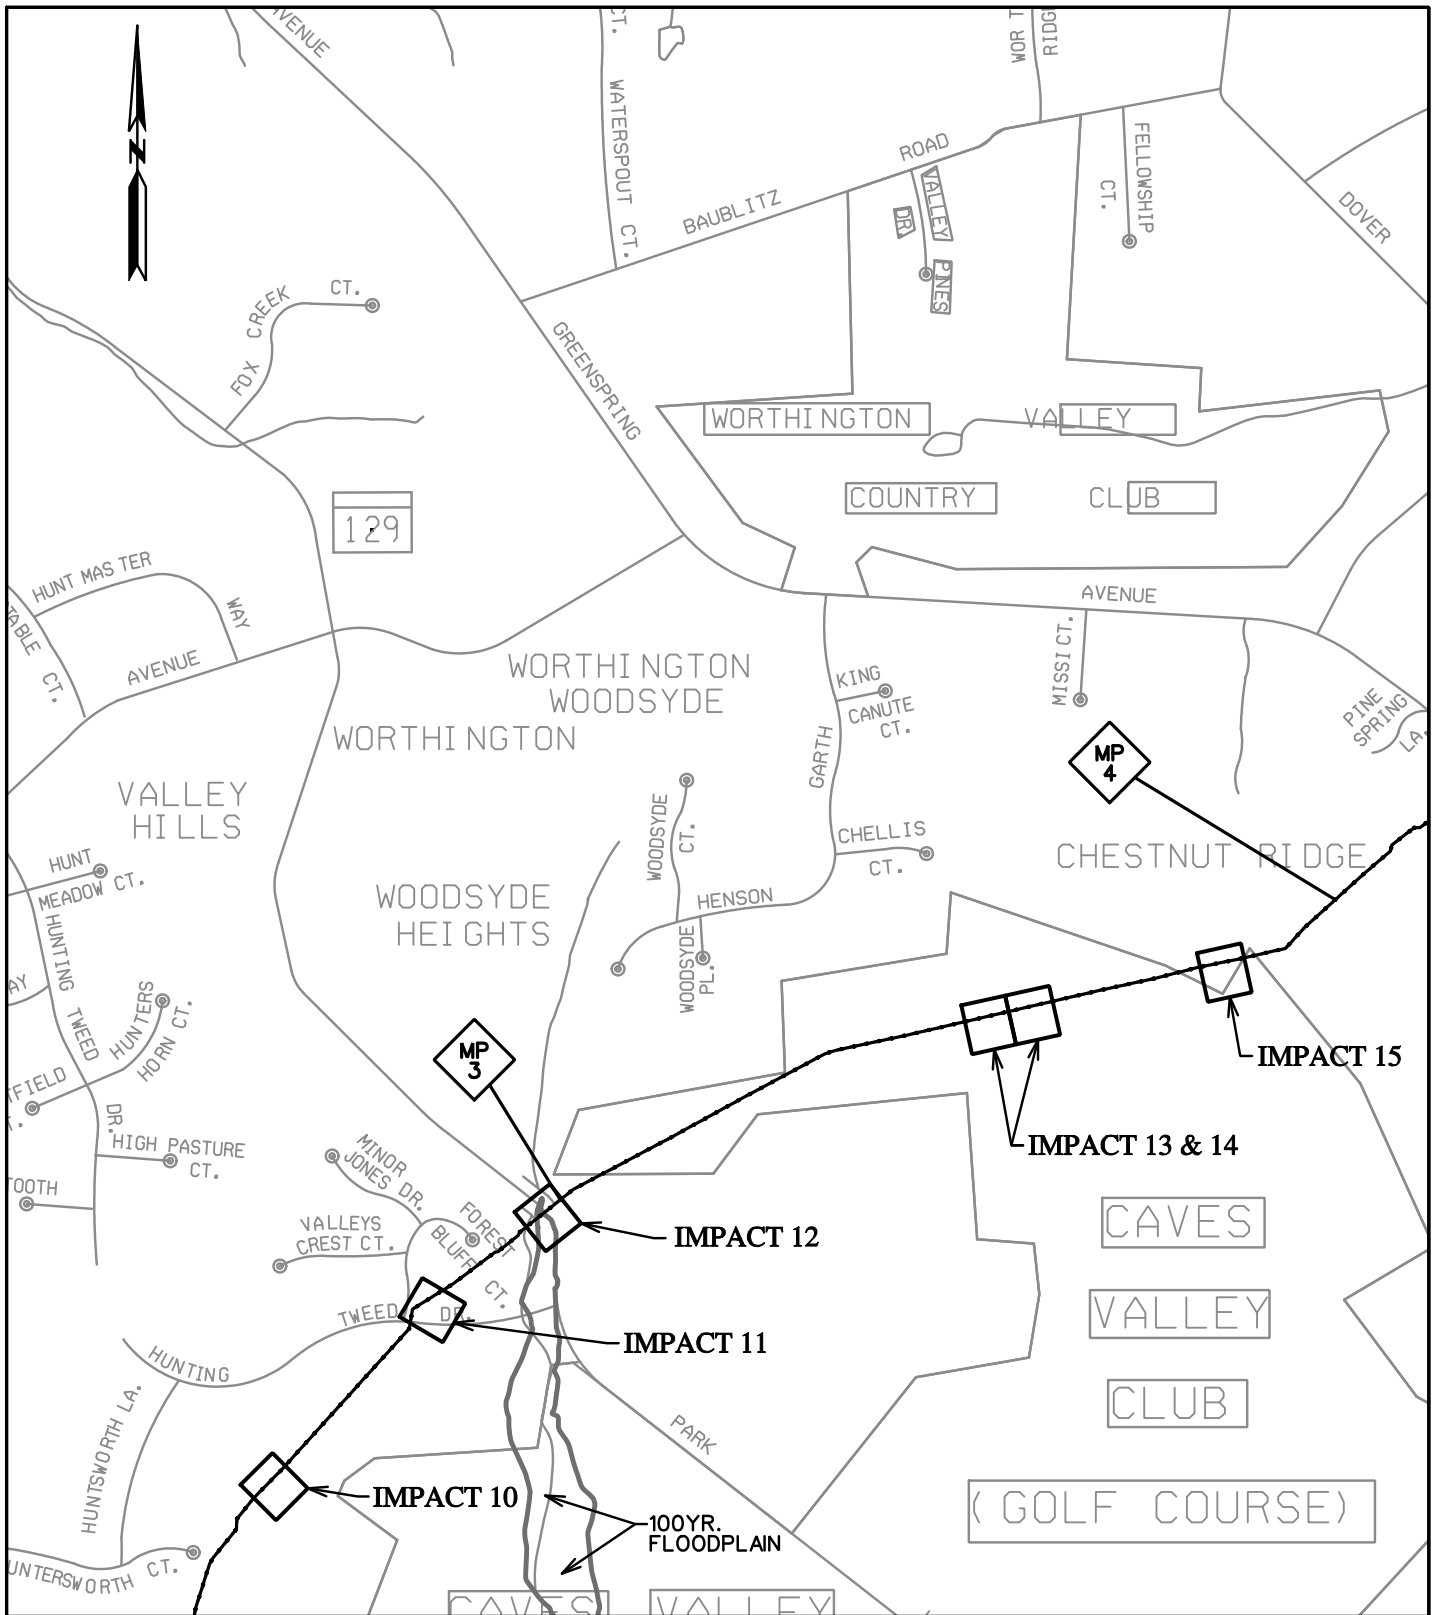 AVENUE
CT.
WATERSPOUT CT.
WOR T
RIDGE
ROAD
BAUBLITZ
VALLEY
DR
PINES
FELLOWSHIP
CT.
DOVER
N
FOX CREEK CT.
GREENSPRING
WORTHINGTON VALLEY
COUNTRY CLUB
129
HUNT MASTER
WAY
TABLE CT.
AVENUE
AVENUE
WORTHINGTON
WOODSYDE
WORTHINGTON
KING
CANUTE
CT.
GARTH
MISSI CT.
PINE
SPRING
LA.
MP
4
VALLEY
HILLS
HUNT
MEADOW CT.
WOODSYDE
CT.
CHELLIS
CT.
CHESTNUT RIDGE
WOODSYDE
HEIGHTS
HENSON
WOODSYDE
PL.
HUNTING TWEED
DR.
AY
HUNTERS
HORN CT.
TFIELD
T.
MP
3
IMPACT 15
IMPACT 13 & 14
HIGH PASTURE
CT.
TOOTH
MINOR
JONES DR.
FOREST
BLUFF CT.
VALLEYS
CREST CT.
IMPACT 12
CAVES
VALLEY
CLUB
(GOLF COURSE)
TWEED DR.
HUNTING
IMPACT 11
HUNTSWORTH LA.
PARK
IMPACT 10
100YR.
FLOODPLAIN
UNTERSWORTH CT.
CAVES VALLEY